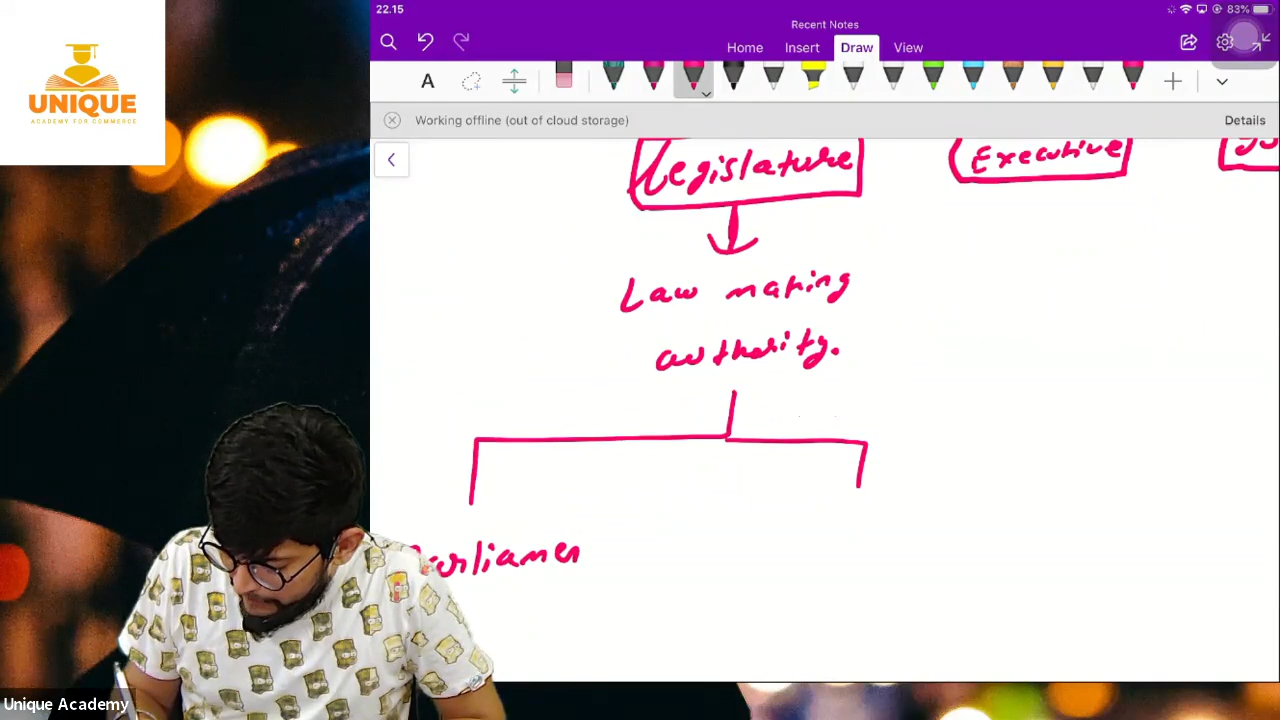 22.15
83%
Recent Notes
Home Insert Draw View
UNIQUE
ACADEMY FOR COMMERCE
A
Working offline (out of cloud storage)
Details
Legislature
Executive
Law making
authority.
arliamen
Unique Academy